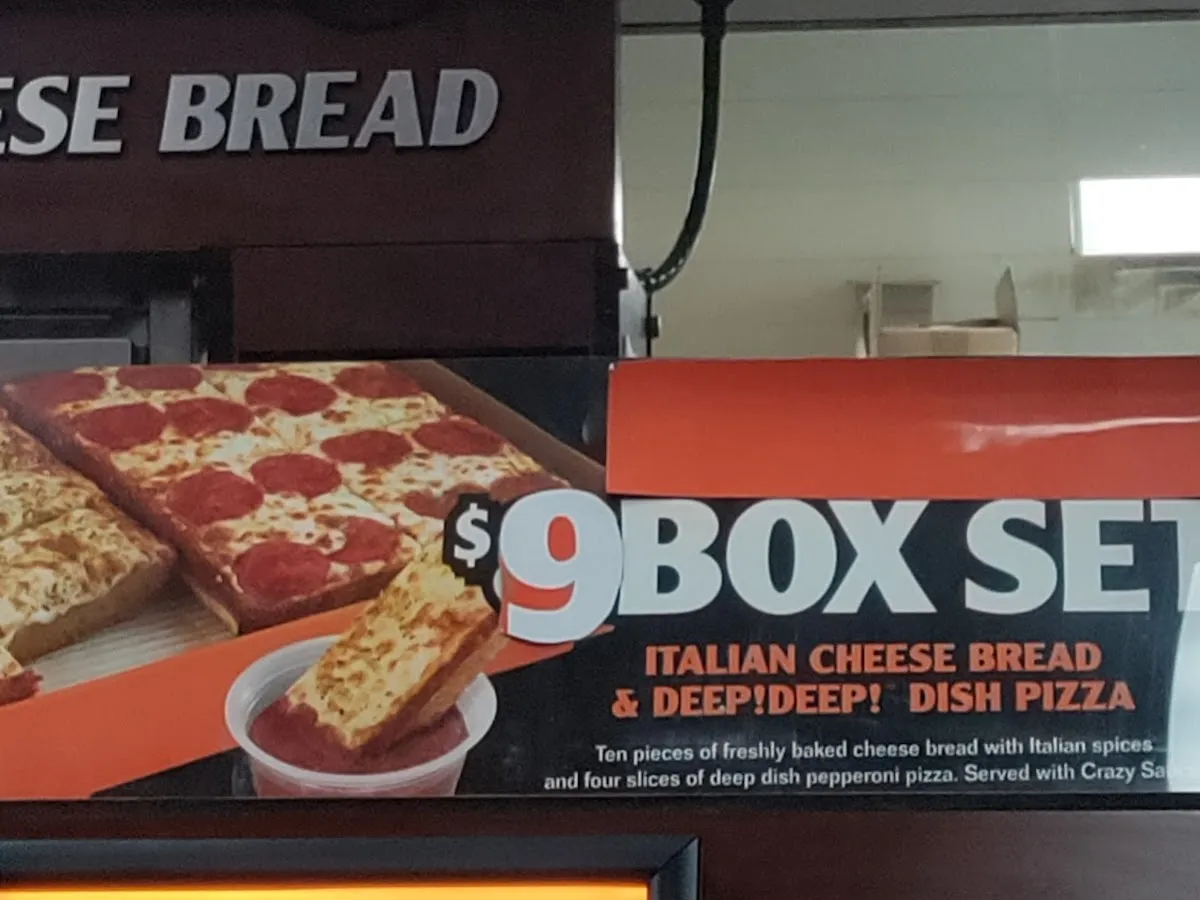 ESE BREAD
$9 BOX SET
ITALIAN CHEESE BREAD
& DEEP!DEEP! DISH PIZZA
Ten pieces of freshly baked cheese bread with Italian spices
and four slices of deep dish pepperoni pizza. Served with Crazy Sauce